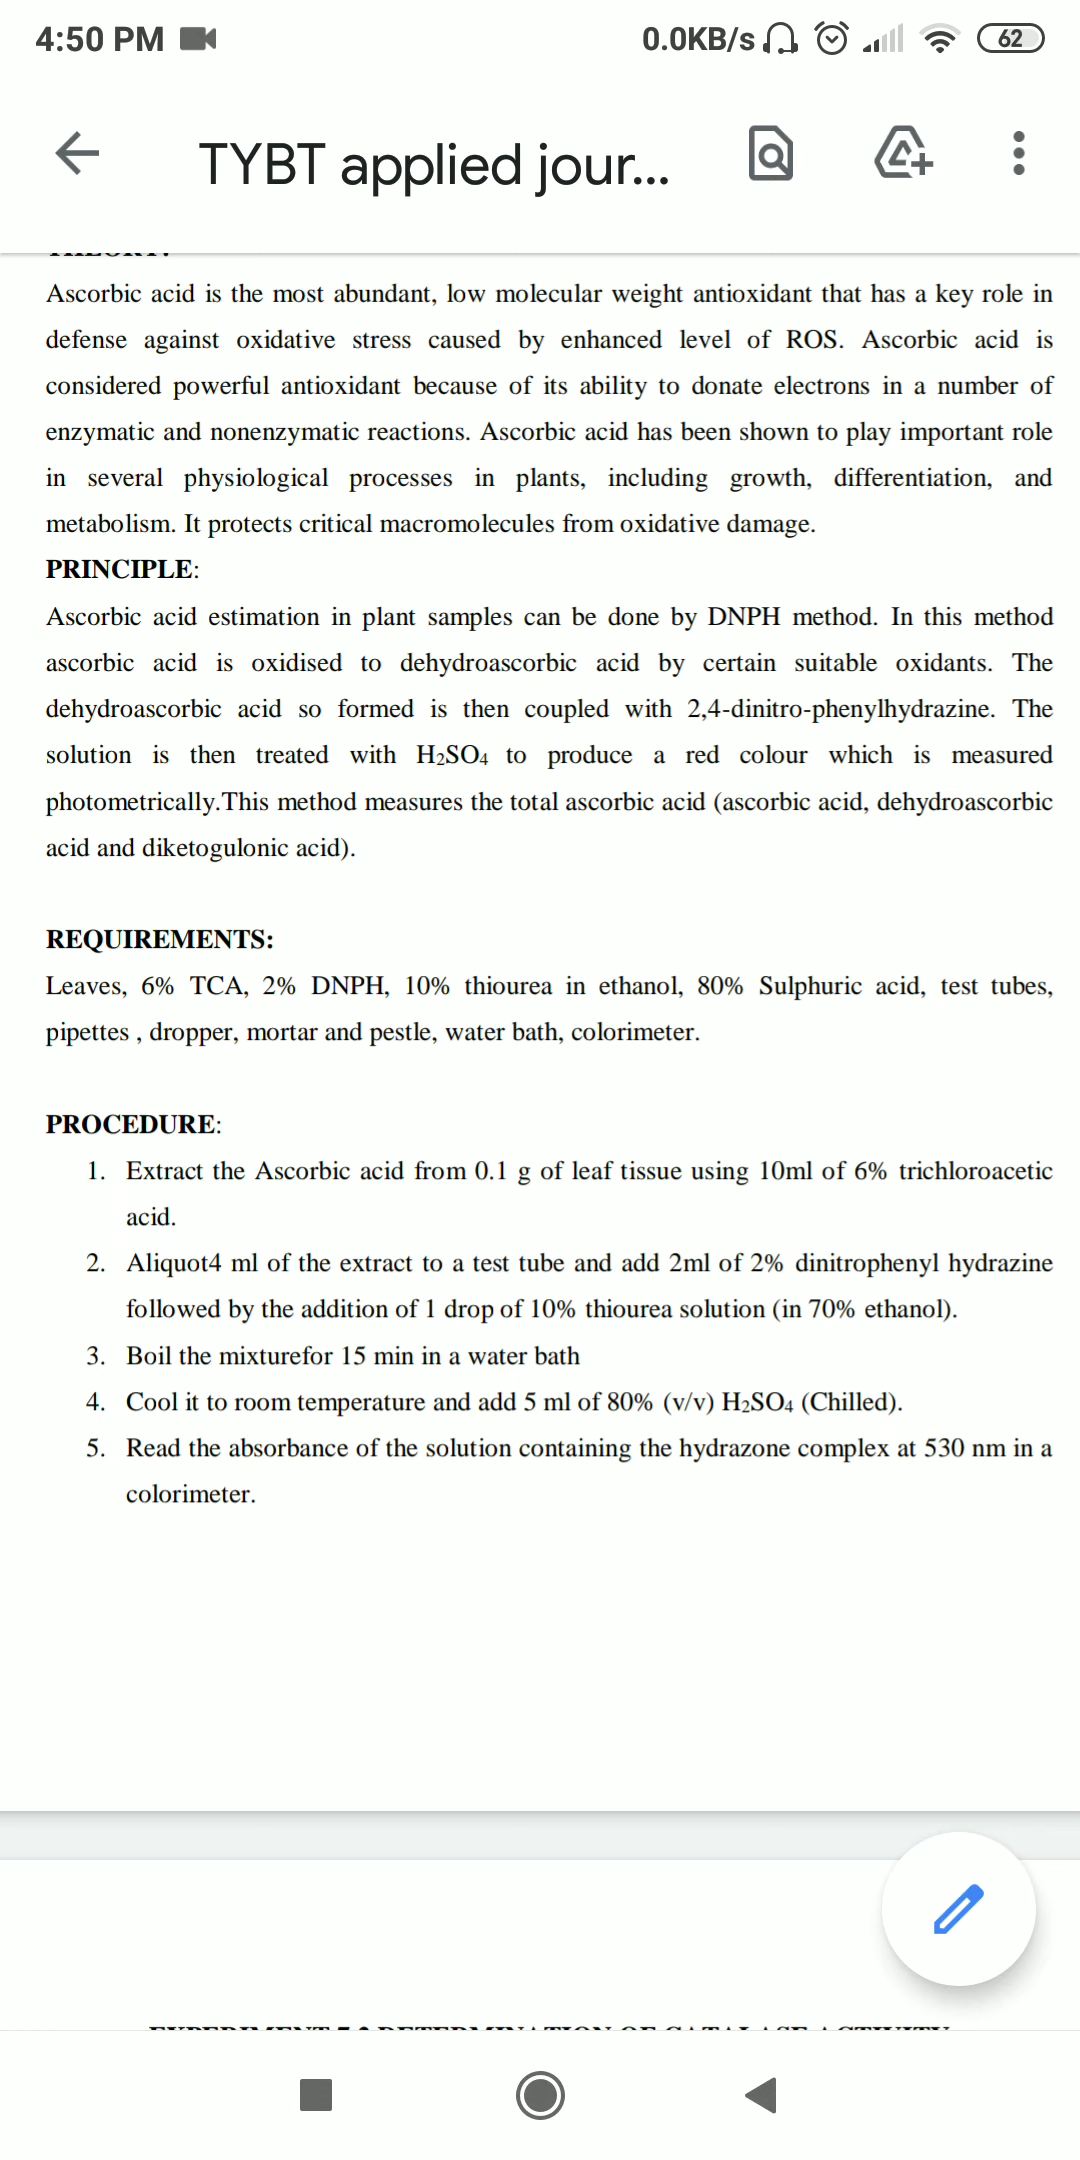 4:50 PM
0.0KB/s
62
TYBT applied jour...
Ascorbic acid is the most abundant, low molecular weight antioxidant that has a key role in
defense against oxidative stress caused by enhanced level of ROS. Ascorbic acid is
considered powerful antioxidant because of its ability to donate electrons in a number of
enzymatic and nonenzymatic reactions. Ascorbic acid has been shown to play important role
in several physiological processes in plants, including growth, differentiation, and
metabolism. It protects critical macromolecules from oxidative damage.
PRINCIPLE:
Ascorbic acid estimation in plant samples can be done by DNPH method. In this method
ascorbic acid is oxidised to dehydroascorbic acid by certain suitable oxidants. The
dehydroascorbic acid so formed is then coupled with 2,4-dinitro-phenylhydrazine. The
solution is then treated with H₂SO₄ to produce a red colour which is measured
photometrically.This method measures the total ascorbic acid (ascorbic acid, dehydroascorbic
acid and diketogulonic acid).
REQUIREMENTS:
Leaves, 6% TCA, 2% DNPH, 10% thiourea in ethanol, 80% Sulphuric acid, test tubes,
pipettes , dropper, mortar and pestle, water bath, colorimeter.
PROCEDURE:
1. Extract the Ascorbic acid from 0.1 g of leaf tissue using 10ml of 6% trichloroacetic
acid.
2. Aliquot4 ml of the extract to a test tube and add 2ml of 2% dinitrophenyl hydrazine
followed by the addition of 1 drop of 10% thiourea solution (in 70% ethanol).
3. Boil the mixturefor 15 min in a water bath
4. Cool it to room temperature and add 5 ml of 80% (v/v) H₂SO₄ (Chilled).
5. Read the absorbance of the solution containing the hydrazone complex at 530 nm in a
colorimeter.